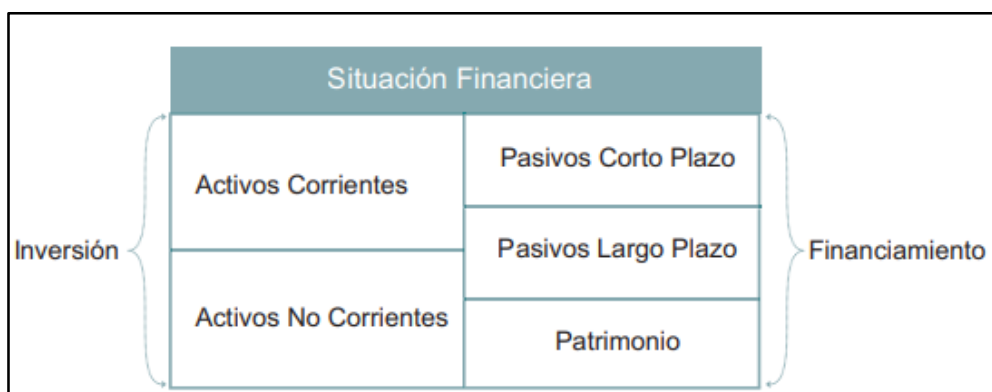 Situación Financiera
Inversión
Activos Corrientes
Activos No Corrientes
Pasivos Corto Plazo
Pasivos Largo Plazo
Patrimonio
Financiamiento